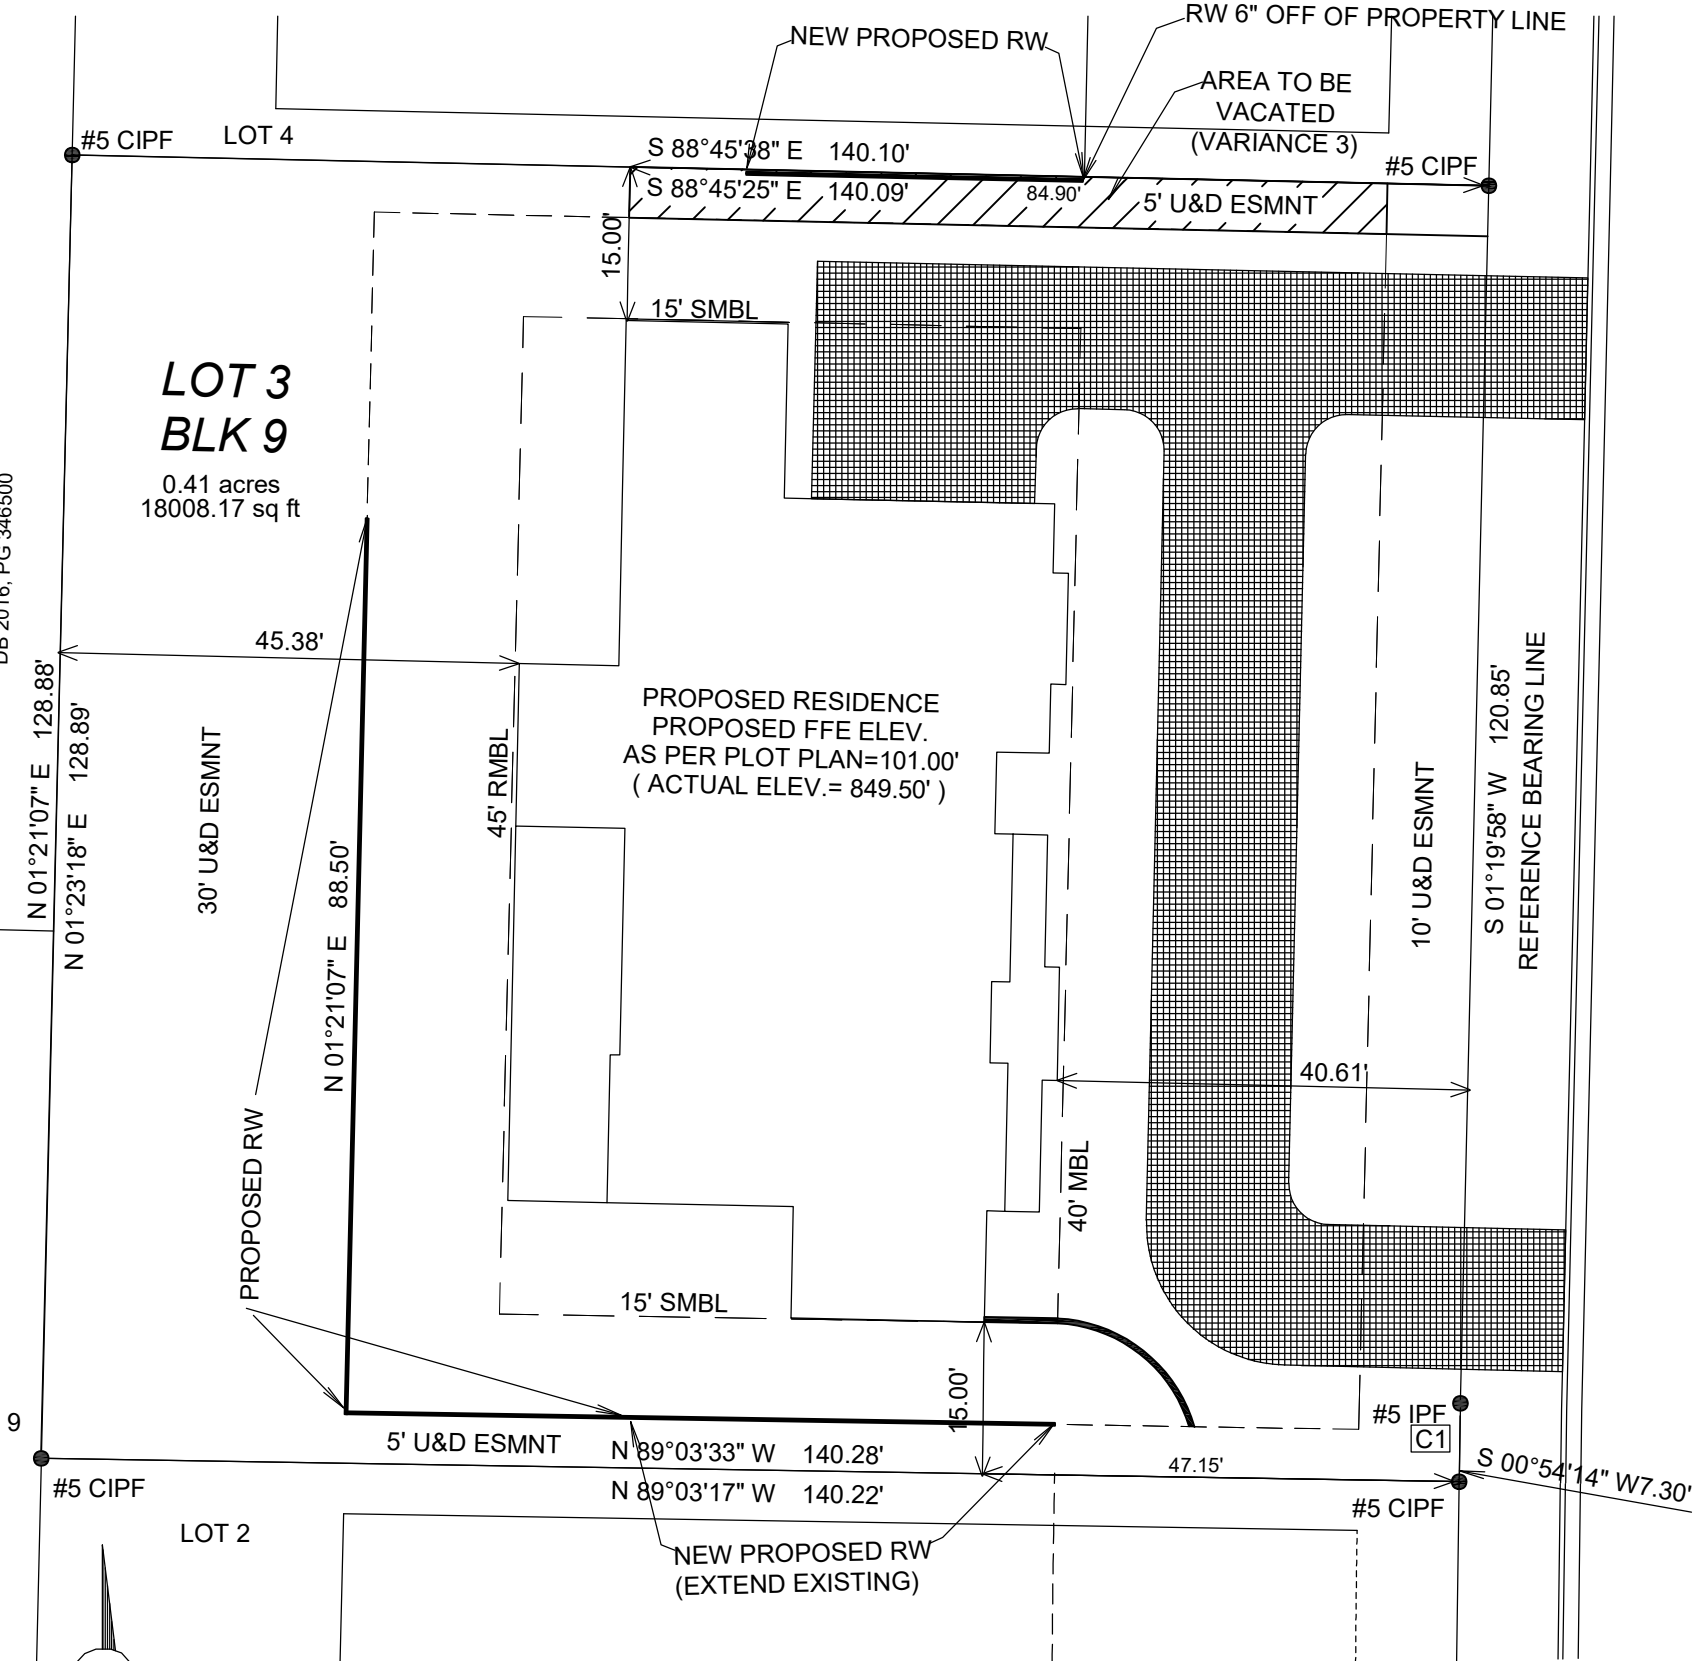 RW 6" OFF OF PROPERTY LINE
NEW PROPOSED RW
AREA TO BE
VACATED
(VARIANCE 3)
#5 CIPF
LOT 4
S 88°45'38" E 140.10'
#5 CIPF
S 88°45'25" E 140.09'
84.90'
5' U&D ESMNT
15.00'
15' SMBL
LOT 3
BLK 9
0.41 acres
18008.17 sq ft
DB 2016, PG 346500
45.38'
N 01°21'07" E 128.88'
N 01°23'18" E 128.89'
30' U&D ESMNT
N 01°21'07" E 88.50'
45' RMBL
PROPOSED RESIDENCE
PROPOSED FFE ELEV.
AS PER PLOT PLAN=101.00'
( ACTUAL ELEV.= 849.50' )
10' U&D ESMNT
S 01°19'58" W 120.85'
REFERENCE BEARING LINE
40.61'
PROPOSED RW
40' MBL
15' SMBL
15.00'
9
5' U&D ESMNT
N 89°03'33" W 140.28'
47.15'
#5 IPF
C1
S 00°54'14" W7.30'
#5 CIPF
N 89°03'17" W 140.22'
#5 CIPF
LOT 2
NEW PROPOSED RW
(EXTEND EXISTING)